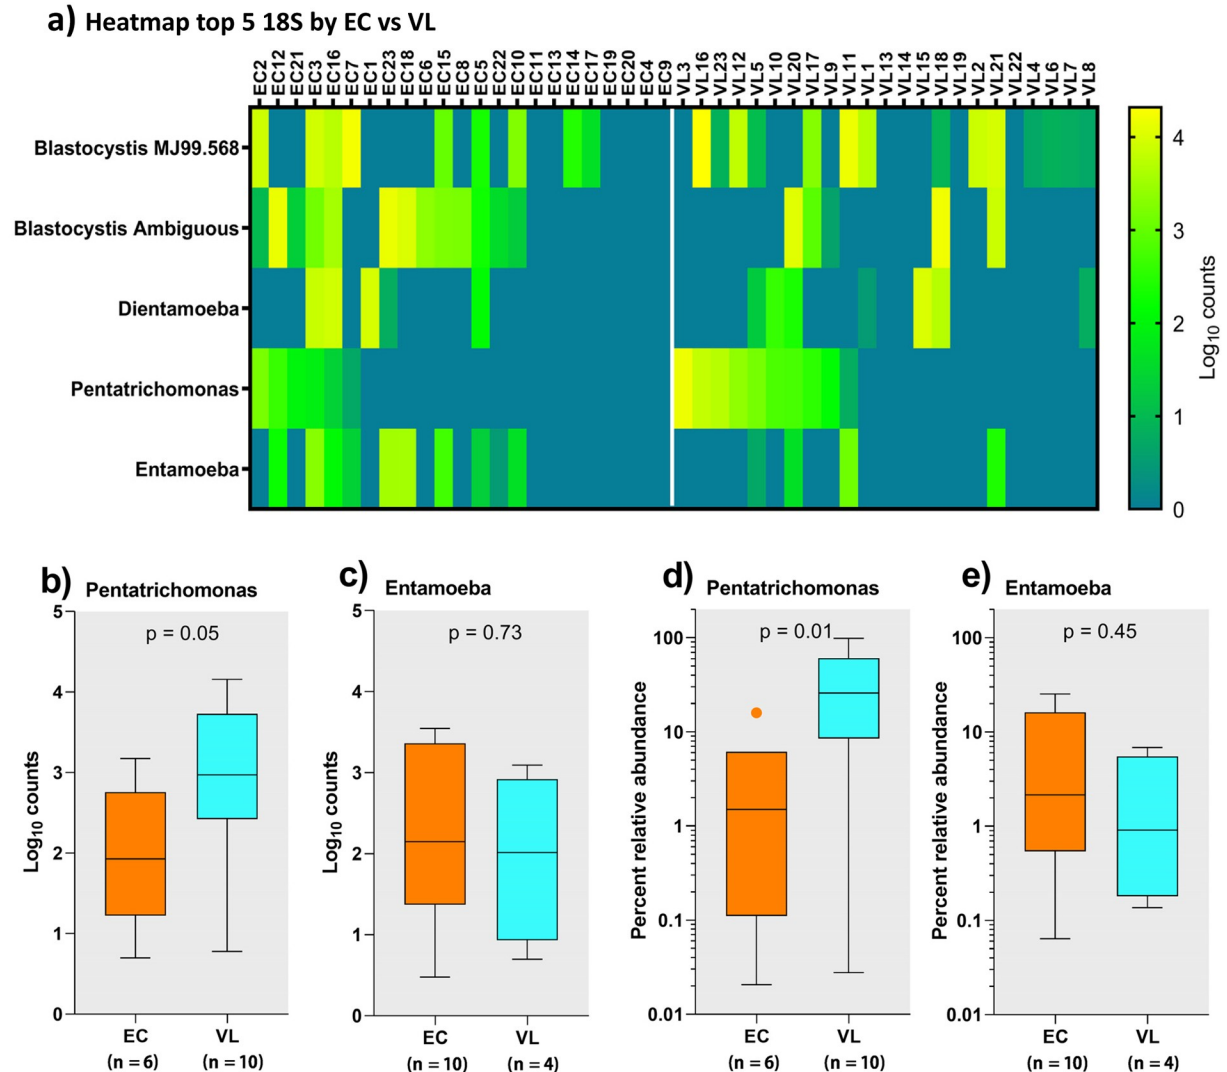 a) Heatmap top 5 18S by EC vs VL
EC2 EC12 EC21 EC3 EC16 EC7 EC1 EC23 EC18 EC6 EC15 EC8 EC5 EC22 EC10 EC11 EC13 EC14 EC17 EC19 EC20 EC4 EC9 VL3 VL16 VL23 VL12 VL5 VL10 VL20 VL17 VL9 VL11 VL1 VL13 VL14 VL15 VL18 VL19 VL2 VL21 VL22 VL4 VL6 VL7 VL8
Blastocystis MJ99.568
Blastocystis Ambiguous
Dientamoeba
Pentatrichomonas
Entamoeba
4
3
2
1
0
Log10 counts
b) Pentatrichomonas
p = 0.05
5
4
3
2
1
0
Log10 counts
EC
(n = 6)
VL
(n = 10)
c) Entamoeba
p = 0.73
5
4
3
2
1
0
Log10 counts
EC
(n = 10)
VL
(n = 4)
d) Pentatrichomonas
p = 0.01
100
10
1
0.1
0.01
Percent relative abundance
EC
(n = 6)
VL
(n = 10)
e) Entamoeba
p = 0.45
100
10
1
0.1
0.01
Percent relative abundance
EC
(n = 10)
VL
(n = 4)